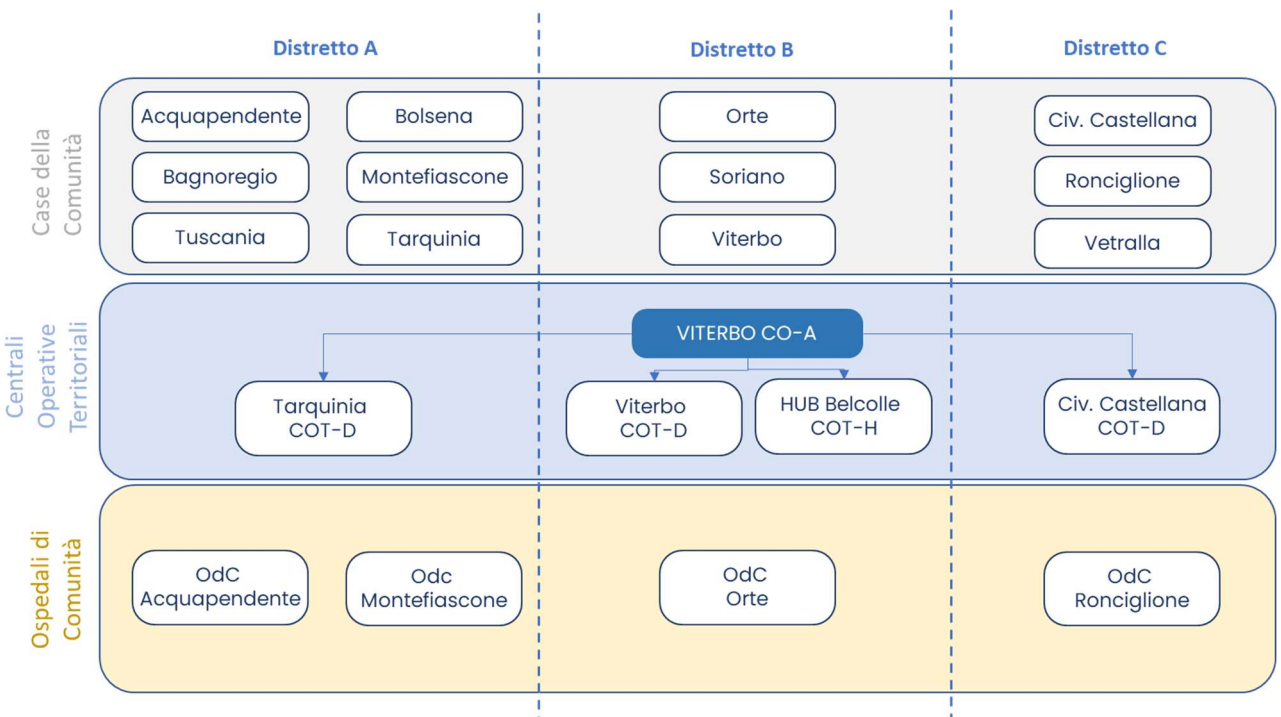 Distretto A
Distretto B
Distretto C
Case della
Comunità
Acquapendente
Bolsena
Orte
Civ. Castellana
Bagnoregio
Montefiascone
Soriano
Ronciglione
Tuscania
Tarquinia
Viterbo
Vetralla
Centrali
Operative
Territoriali
VITERBO CO-A
Tarquinia
COT-D
Viterbo
COT-D
HUB Belcolle
COT-H
Civ. Castellana
COT-D
Ospedali di
Comunità
OdC
Acquapendente
Odc
Montefiascone
OdC
Orte
OdC
Ronciglione